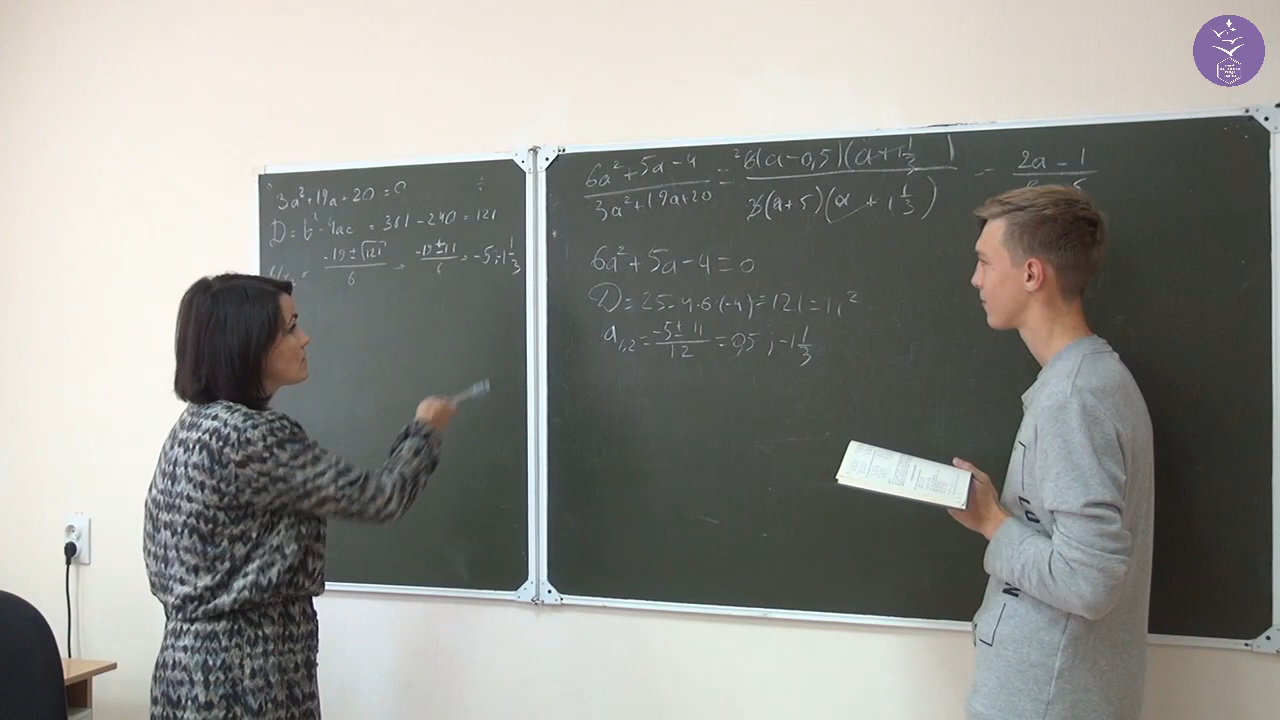 3a²+19a+20=0
D=b²-4ac=361-240=121
-19±√121/6=-19±11/6=-5;-1 1/3
6a²+5a-4/3a²+19a+20=²6(a-0,5)(a+1 1/3)/3(a+5)(a+1 1/3)=2a-1
6a²+5a-4=0
D=25-4·6·(-4)=121=11²
a1,2=-5±11/12=0,5;-1 1/3